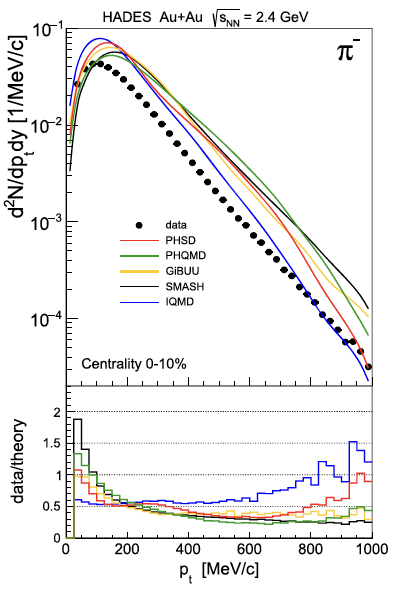 HADES Au+Au √s_NN = 2.4 GeV
π⁻
d²N/dp_tdy [1/MeV/c]
10⁻¹
10⁻²
10⁻³
10⁻⁴
data
PHSD
PHQMD
GiBUU
SMASH
IQMD
Centrality 0-10%
data/theory
2
1.5
1
0.5
0
0 200 400 600 800 1000
p_t [MeV/c]